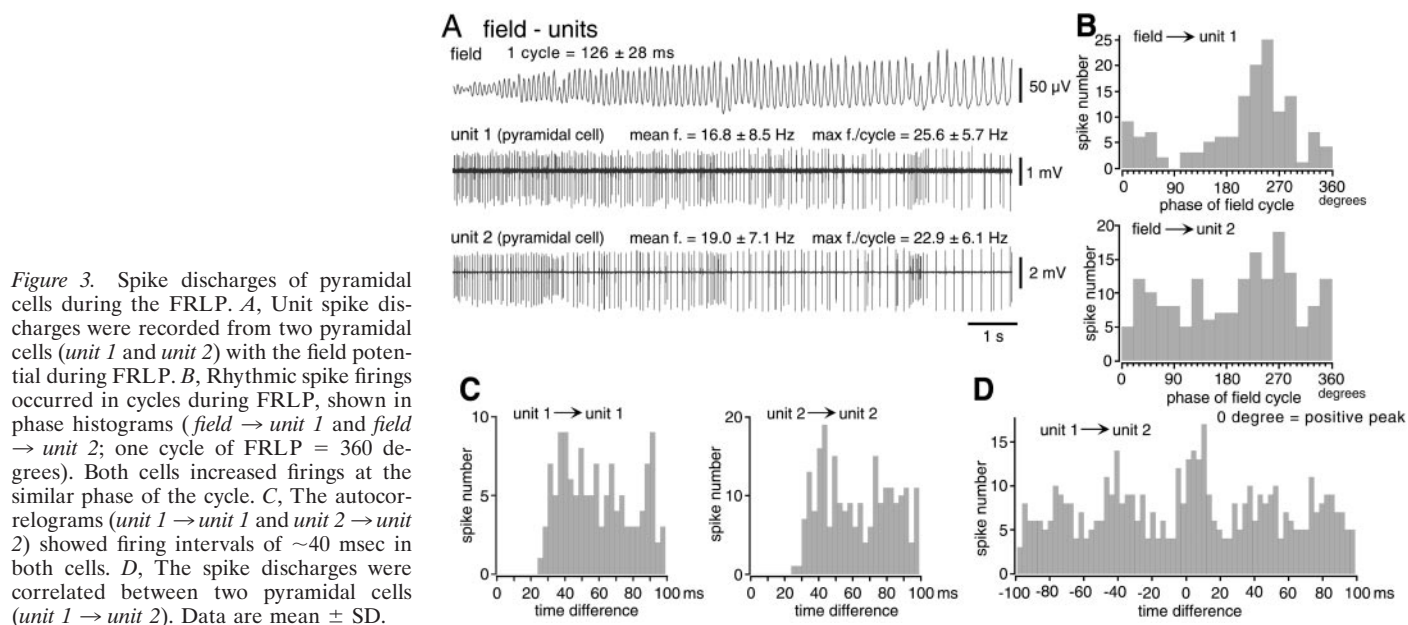 Figure 3. Spike discharges of pyramidal
cells during the FRLP. A, Unit spike dis-
charges were recorded from two pyramidal
cells (unit 1 and unit 2) with the field poten-
tial during FRLP. B, Rhythmic spike firings
occurred in cycles during FRLP, shown in
phase histograms (field → unit 1 and field
→ unit 2; one cycle of FRLP = 360 de-
grees). Both cells increased firings at the
similar phase of the cycle. C, The autocor-
relograms (unit 1 → unit 1 and unit 2 → unit
2) showed firing intervals of ~40 msec in
both cells. D, The spike discharges were
correlated between two pyramidal cells
(unit 1 → unit 2). Data are mean ± SD.
A field - units
field 1 cycle = 126 ± 28 ms
50 µV
unit 1 (pyramidal cell) mean f. = 16.8 ± 8.5 Hz max f./cycle = 25.6 ± 5.7 Hz
1 mV
unit 2 (pyramidal cell) mean f. = 19.0 ± 7.1 Hz max f./cycle = 22.9 ± 6.1 Hz
2 mV
1 s
B
field → unit 1
25
20
15
10
5
0
spike number
0 90 180 270 360
phase of field cycle degrees
field → unit 2
20
15
10
5
0
spike number
0 90 180 270 360
phase of field cycle degrees
0 degree = positive peak
C
unit 1 → unit 1
10
5
0
spike number
0 20 40 60 80 100 ms
time difference
unit 2 → unit 2
20
10
0
spike number
0 20 40 60 80 100 ms
time difference
D
unit 1 → unit 2
15
10
5
0
spike number
-100 -80 -60 -40 -20 0 20 40 60 80 100 ms
time difference